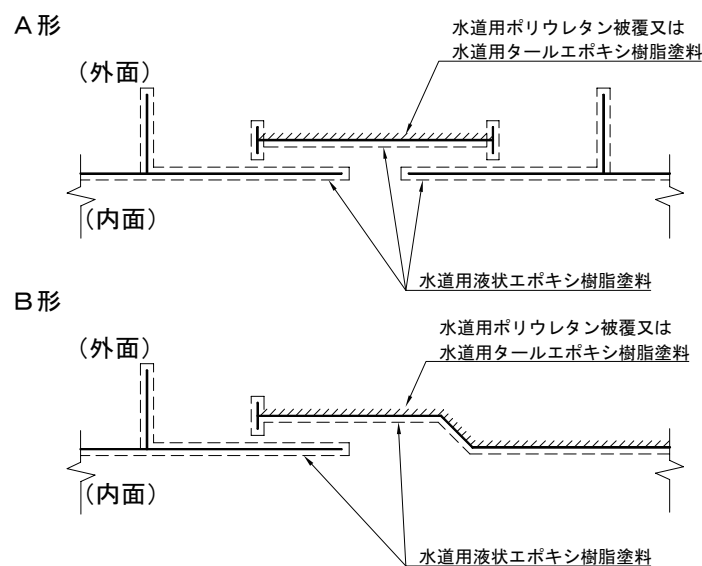 A形
水道用ポリウレタン被覆又は
水道用タールエポキシ樹脂塗料
(外面)
(内面)
水道用液状エポキシ樹脂塗料
B形
水道用ポリウレタン被覆又は
水道用タールエポキシ樹脂塗料
(外面)
(内面)
水道用液状エポキシ樹脂塗料